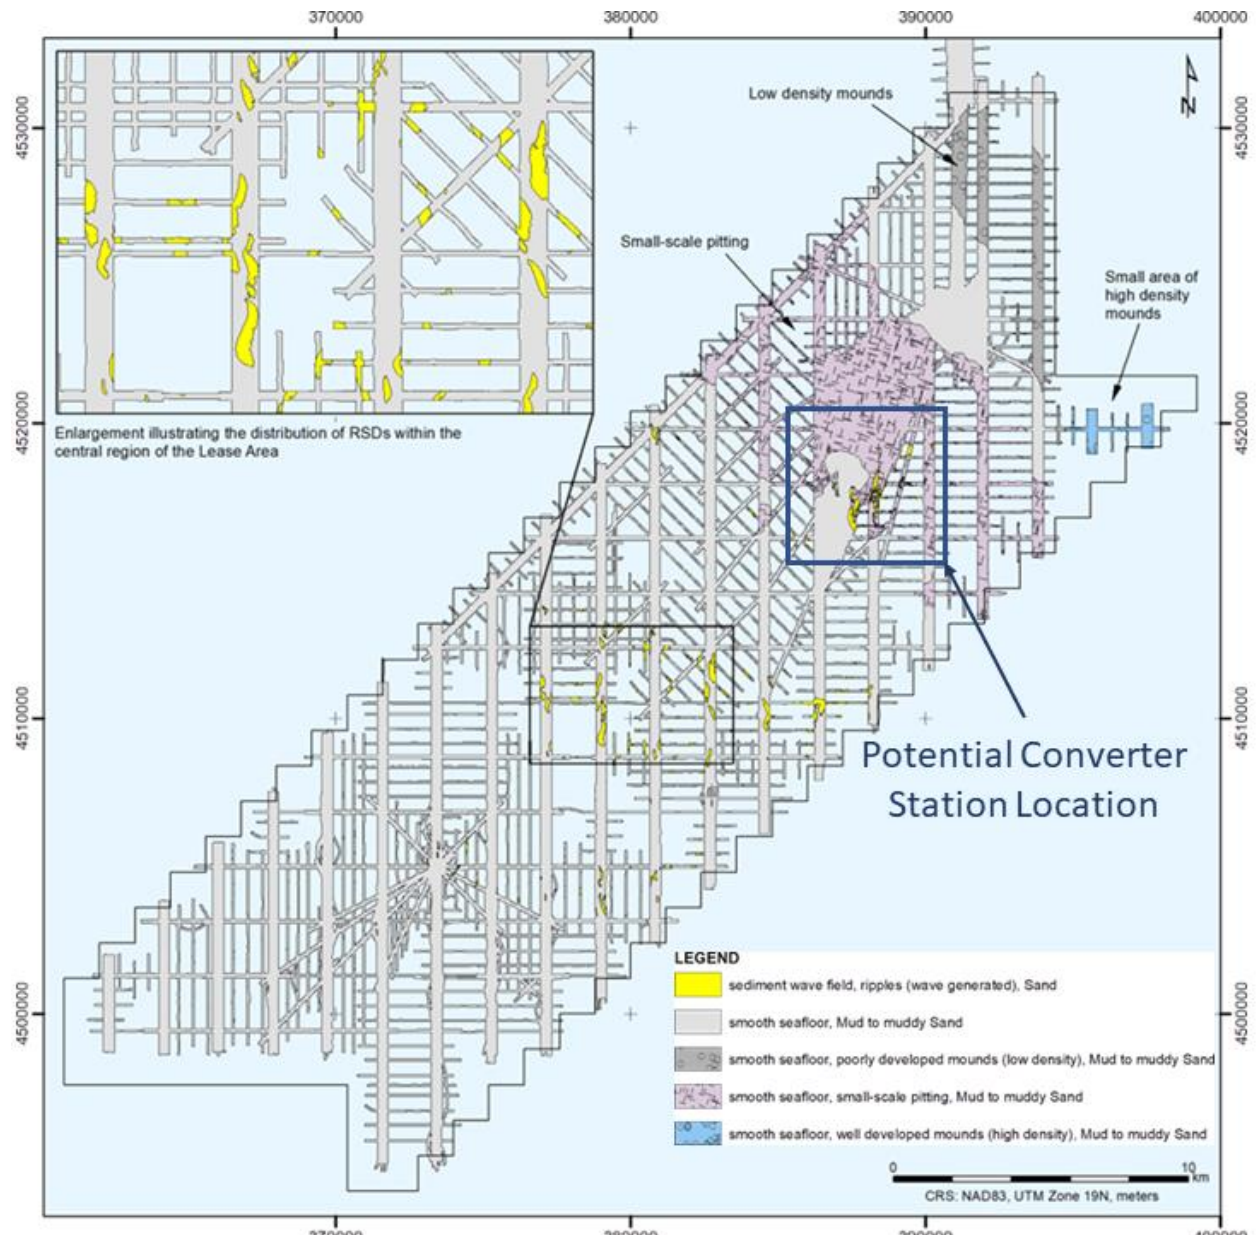 370000
380000
390000
400000
4530000
4530000
Low density mounds
N
Small-scale pitting
Small area of
high density
mounds
4520000
4520000
Enlargement illustrating the distribution of RSDs within the
central region of the Lease Area
4510000
4510000
Potential Converter
Station Location
4500000
4500000
LEGEND
sediment wave field, ripples (wave generated), Sand
smooth seafloor, Mud to muddy Sand
smooth seafloor, poorly developed mounds (low density), Mud to muddy Sand
smooth seafloor, small-scale pitting, Mud to muddy Sand
smooth seafloor, well developed mounds (high density), Mud to muddy Sand
0
10
km
CRS: NAD83, UTM Zone 19N, meters